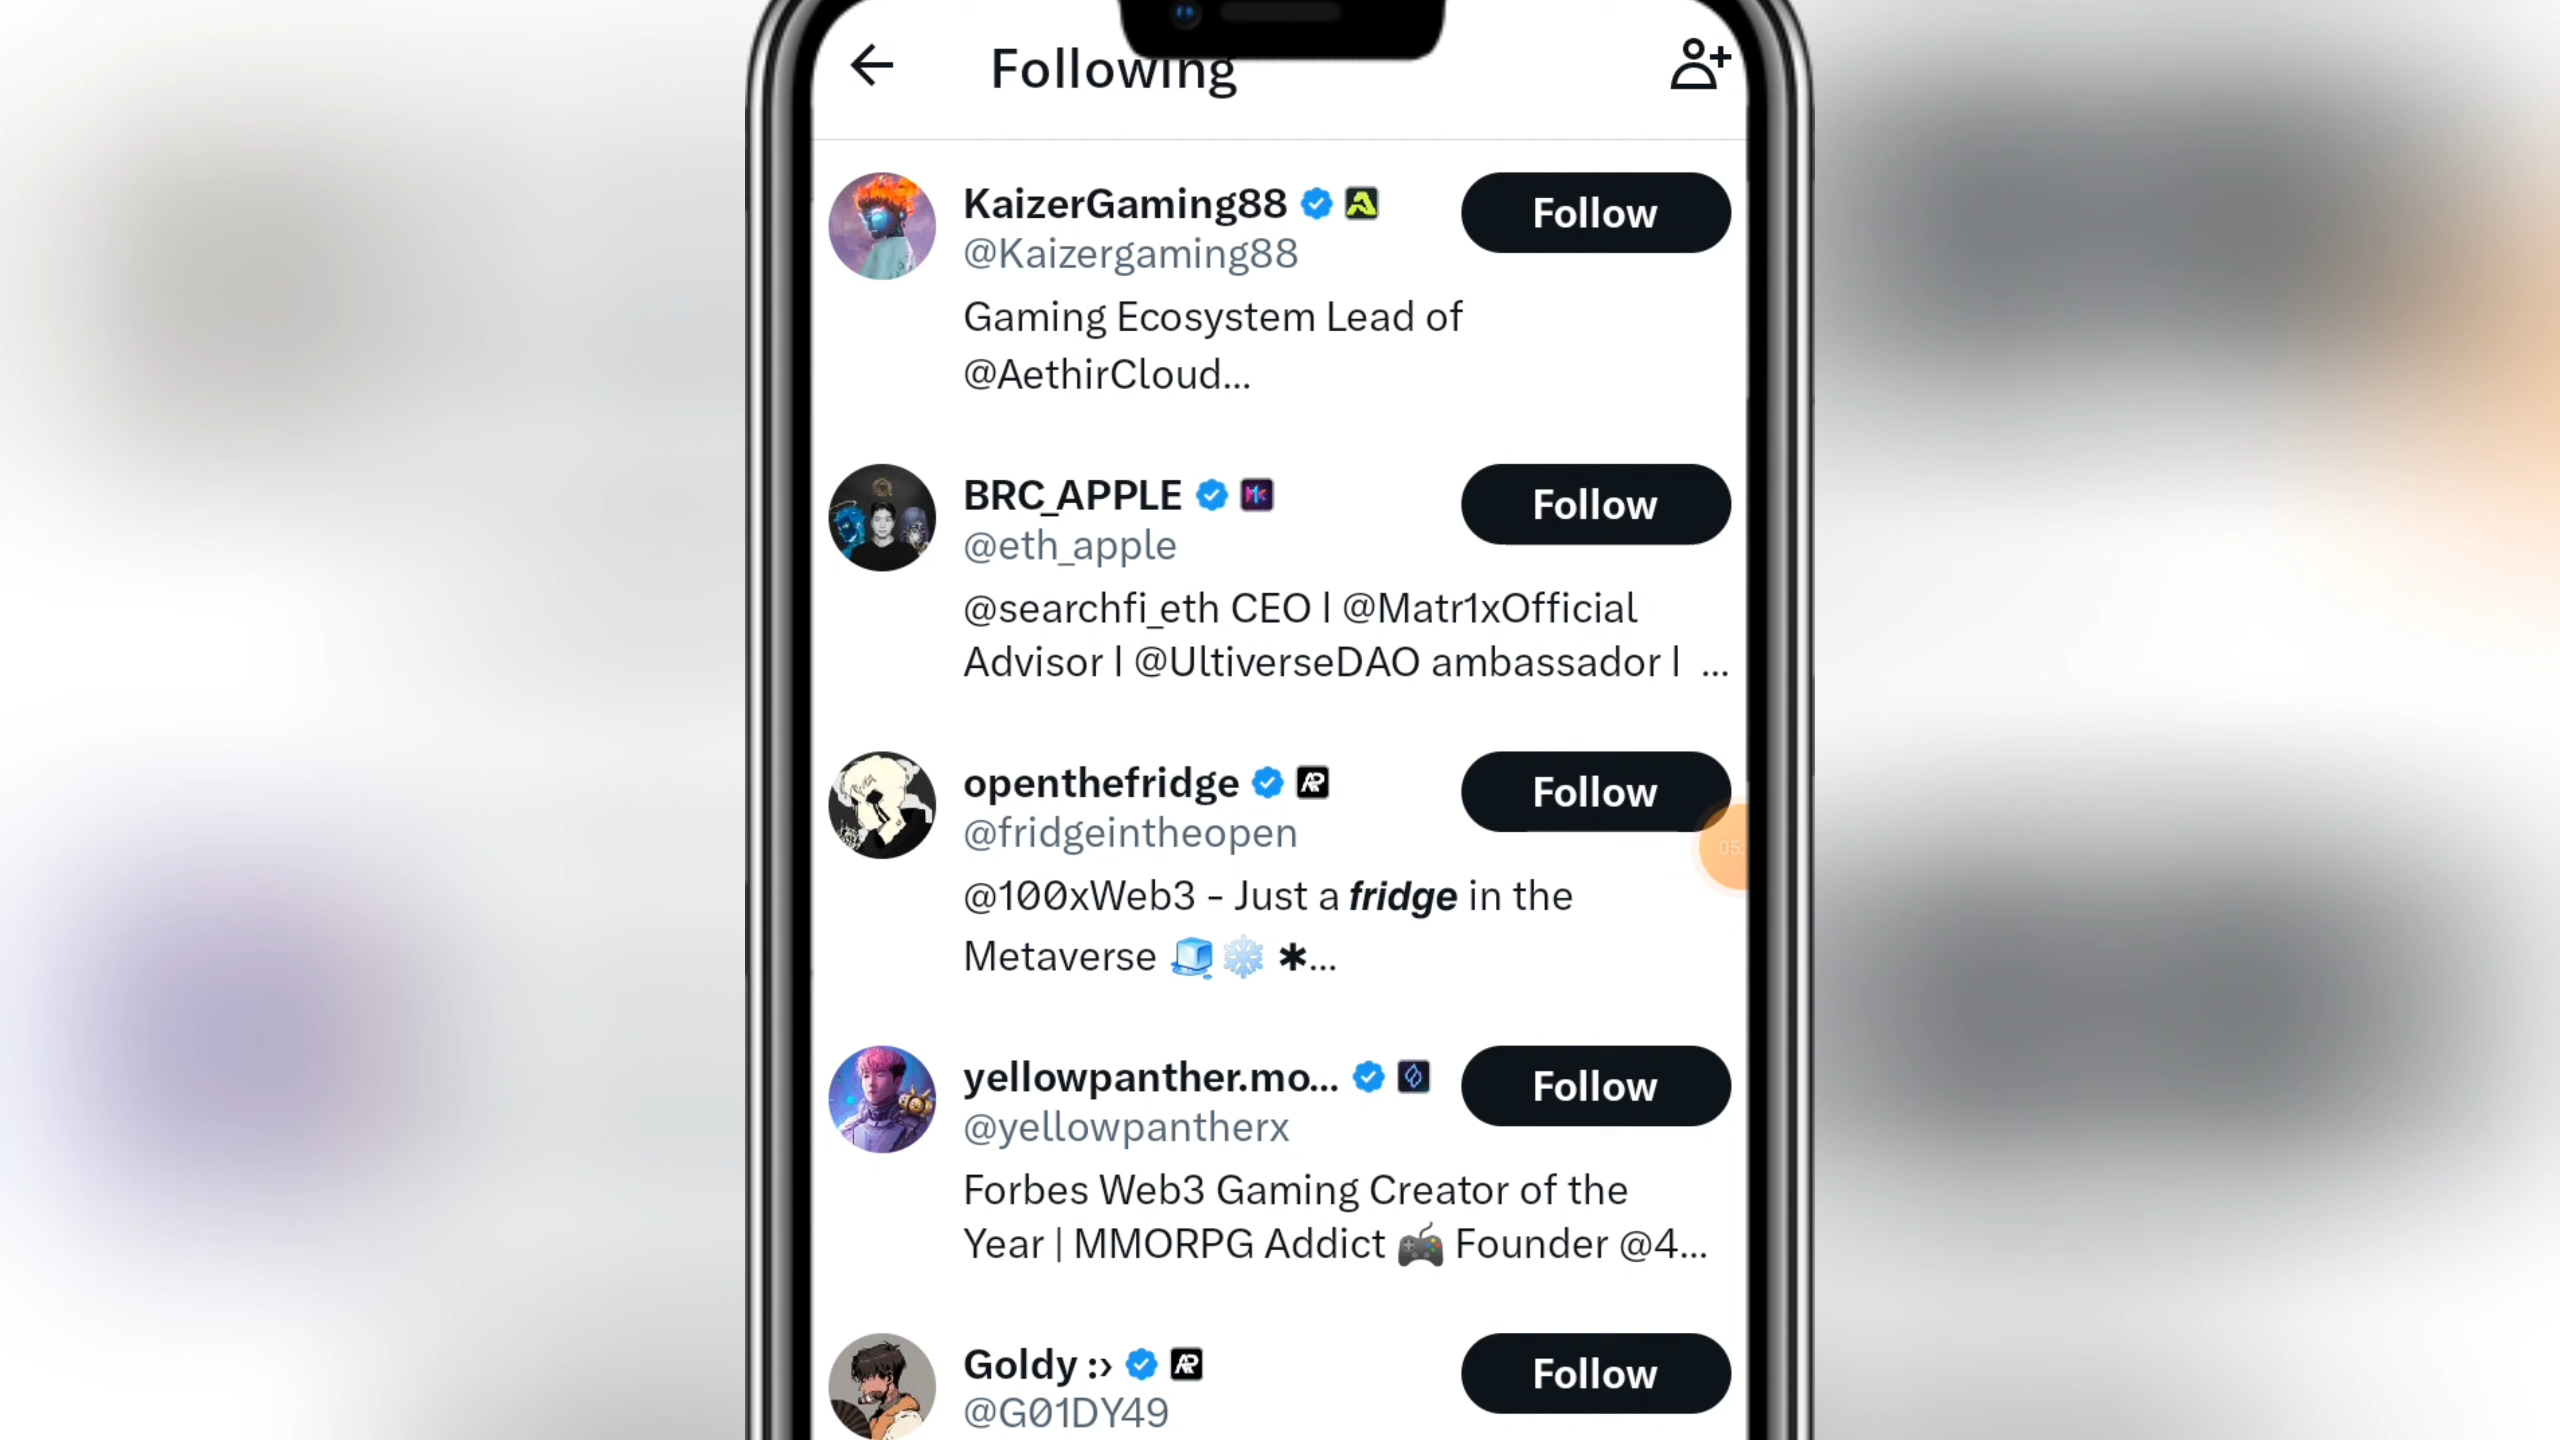 Following
KaizerGaming88
@Kaizergaming88
Follow
Gaming Ecosystem Lead of
@AethirCloud...
BRC_APPLE
@eth_apple
Follow
@searchfi_eth CEO l @Matr1xOfficial
Advisor l @UltiverseDAO ambassador l ...
openthefridge
@fridgeintheopen
Follow
05
@100xWeb3 - Just a fridge in the
Metaverse 🧊❄️ ✱...
yellowpanther.mo...
@yellowpantherx
Follow
Forbes Web3 Gaming Creator of the
Year | MMORPG Addict 🎮 Founder @4...
Goldy :›
@G01DY49
Follow